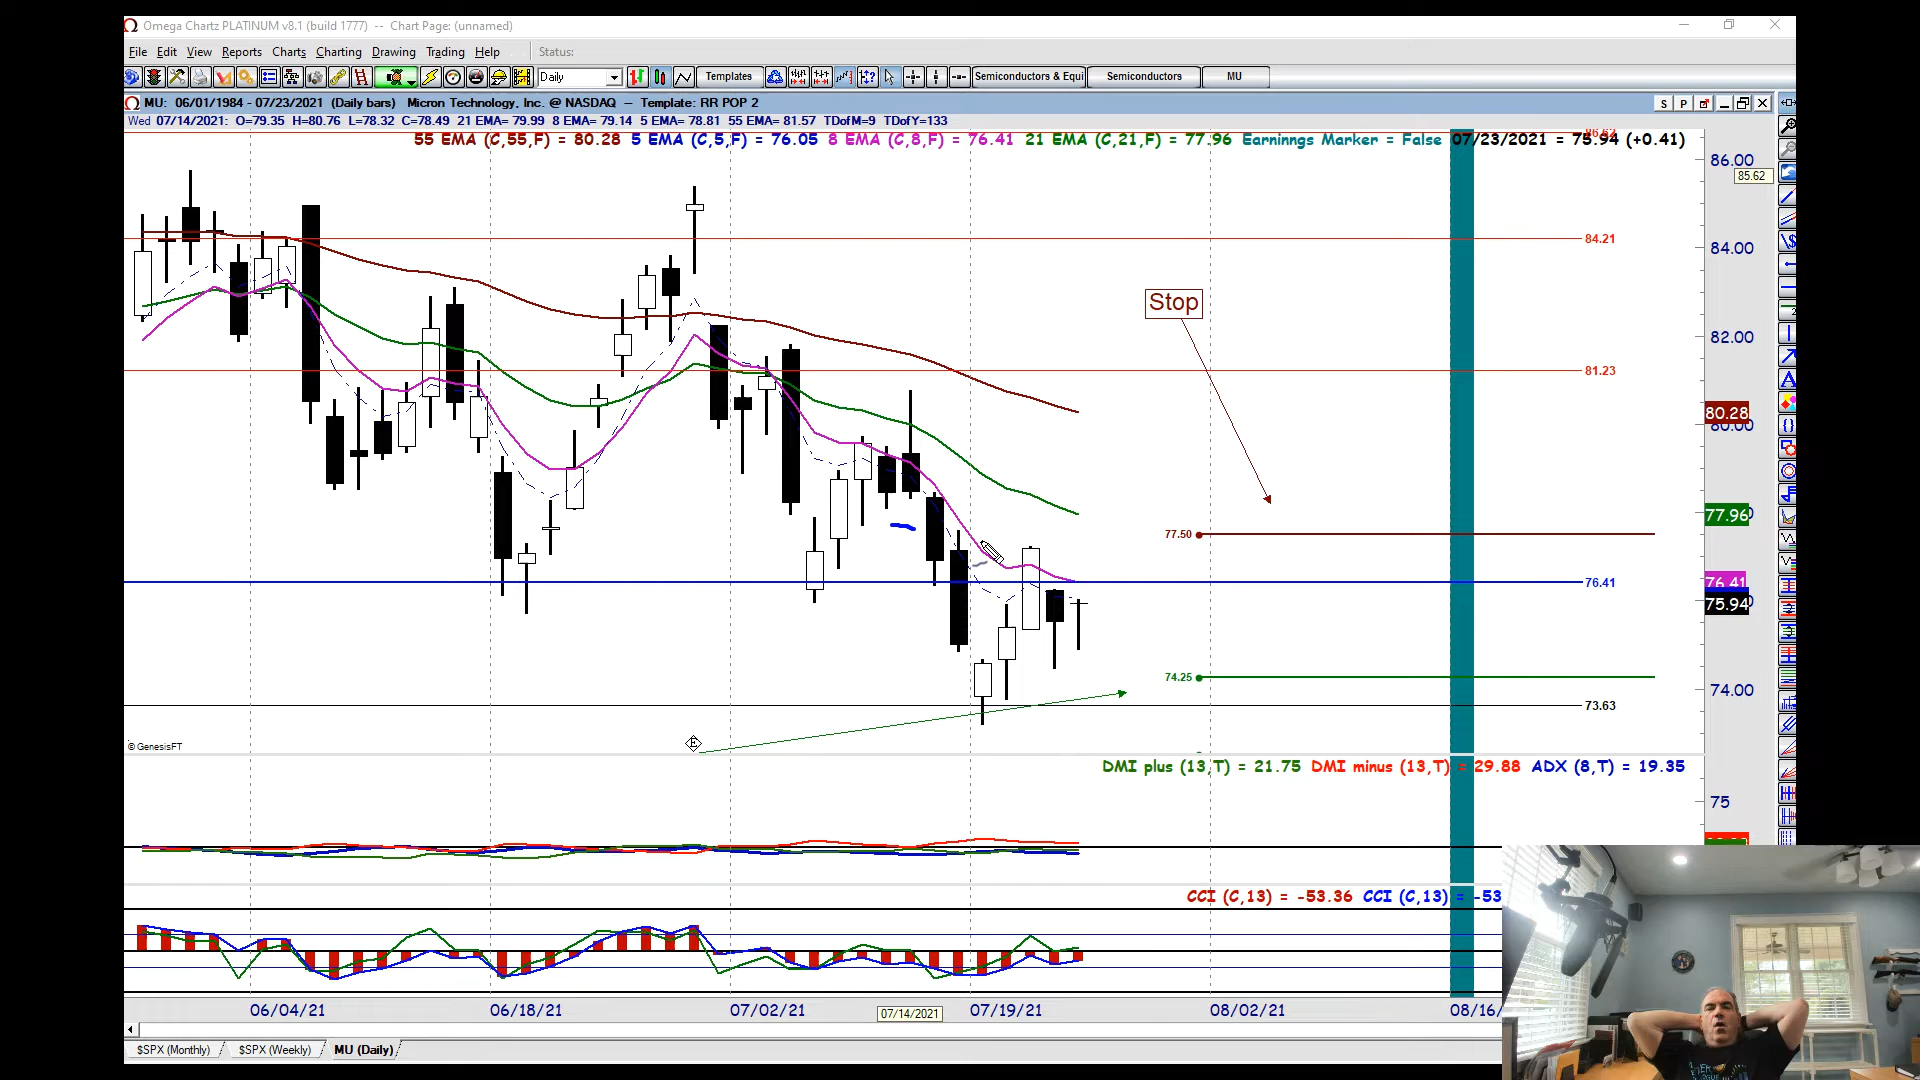 Omega Chartz PLATINUM v8.1 (build 1777) -- Chart Page: (unnamed)
File Edit View Reports Charts Charting Drawing Trading Help Status:
Daily Templates Semiconductors & Equi Semiconductors MU
MU: 06/01/1984 - 07/23/2021 (Daily bars) Micron Technology, Inc. @ NASDAQ -- Template: RR POP 2 S P
Wed 07/14/2021: O=79.35 H=80.76 L=78.32 C=78.49 21 EMA= 79.99 8 EMA= 79.14 5 EMA= 78.81 55 EMA= 81.57 TDofM=9 TDofY=133
55 EMA (C,55,F) = 80.28 5 EMA (C,5,F) = 76.05 8 EMA (C,8,F) = 76.41 21 EMA (C,21,F) = 77.96 Earninngs Marker = False 07/23/2021 = 75.94 (+0.41)
86.00
85.62
84.21
84.00
82.00
Stop
81.23
80.28
80.00
77.96
77.50
76.41
76.41
75.94
74.25
74.00
73.63
E
© GenesisFT
DMI plus (13,T) = 21.75 DMI minus (13,T) = 29.88 ADX (8,T) = 19.35
75
CCI (C,13) = -53.36 CCI (C,13) = -53
06/04/21 06/18/21 07/02/21 07/14/2021 07/19/21 08/02/21 08/16/
$SPX (Monthly) $SPX (Weekly) MU (Daily)